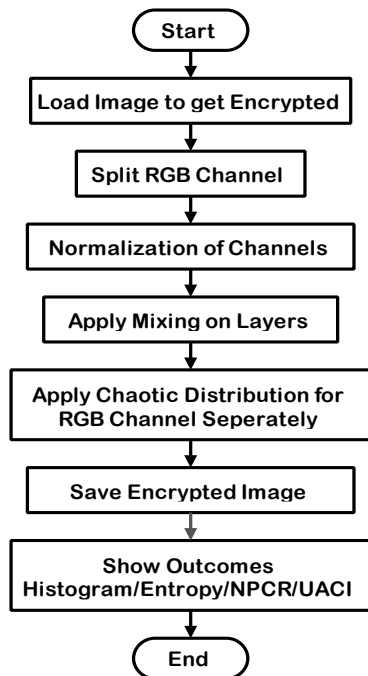 Start
Load Image to get Encrypted
Split RGB Channel
Normalization of Channels
Apply Mixing on Layers
Apply Chaotic Distribution for
RGB Channel Seperately
Save Encrypted Image
Show Outcomes
Histogram/Entropy/NPCR/UACI
End